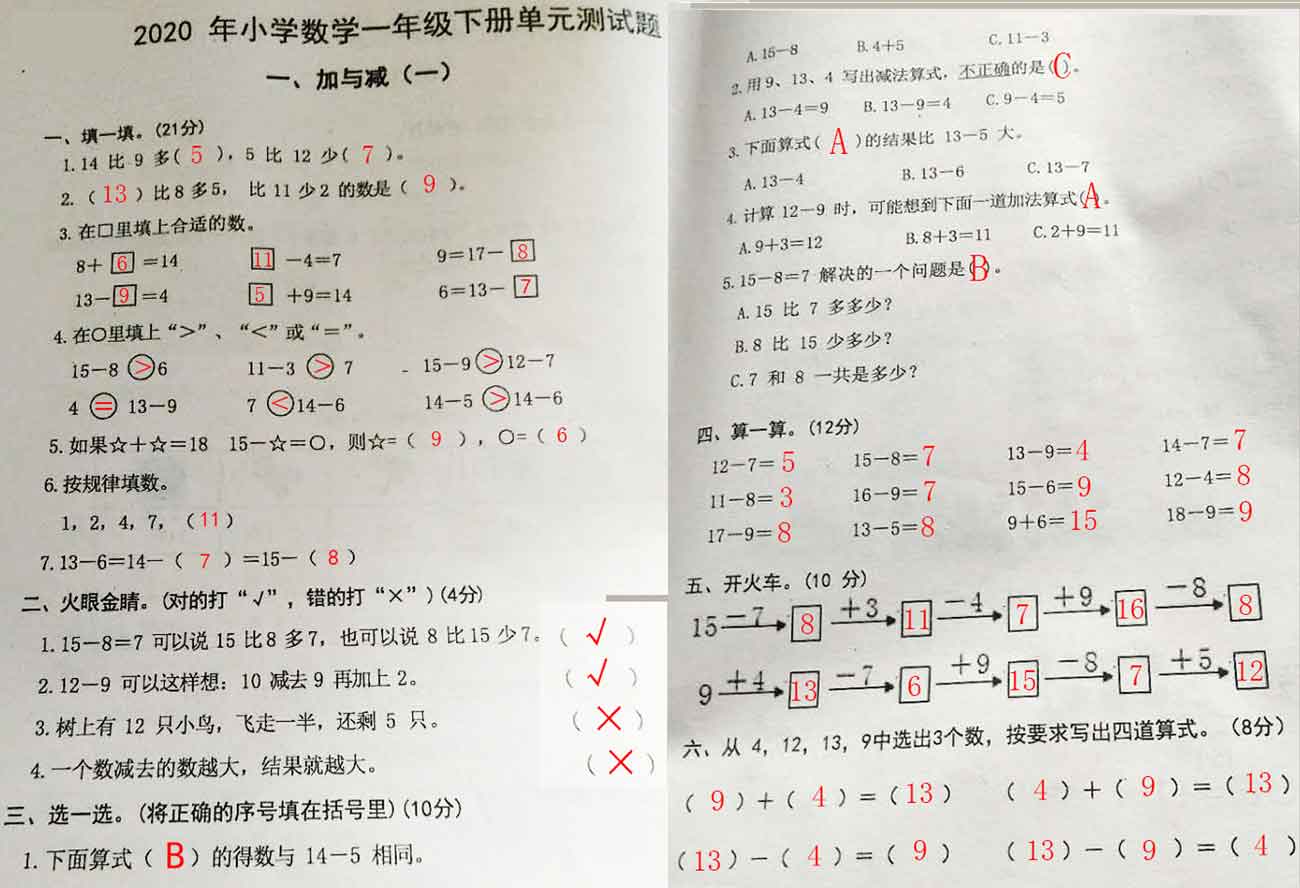 2020 年小学数学一年级下册单元测试题
一、加与减（一）
一、填一填。(21分)
1. 14 比 9 多( 5 )，5 比 12 少( 7 )。
2.（ 13 ）比 8 多 5， 比 11 少 2 的数是（ 9 ）。
3. 在□里填上合适的数。
8＋ 6 ＝14 11 －4＝7 9＝17－ 8
13－ 9 ＝4 5 ＋9＝14 6＝13－ 7
4. 在○里填上“＞”、“＜”或“＝”。
15－8 ＞ 6 11－3 ＞ 7 15－9 ＞ 12－7
4 ＝ 13－9 7 ＜ 14－6 14－5 ＞ 14－6
5. 如果☆＋☆＝18 15－☆＝○，则☆=（ 9 ），○=（ 6 ）
6. 按规律填数。
1，2，4，7，（ 11 ）
7. 13－6＝14－（ 7 ）＝15－（ 8 ）
二、火眼金睛。(对的打“√”，错的打“×”)(4分)
1. 15－8＝7 可以说 15 比 8 多 7，也可以说 8 比 15 少 7。（ √ ）
2. 12－9 可以这样想：10 减去 9 再加上 2。（ √ ）
3. 树上有 12 只小鸟，飞走一半，还剩 5 只。（ × ）
4. 一个数减去的数越大，结果就越大。（ × ）
三、选一选。(将正确的序号填在括号里)(10分)
1. 下面算式（ B ）的得数与 14－5 相同。
A. 15－8 B. 4＋5 C. 11－3
2. 用 9、13、4 写出减法算式，不正确的是( C )。
A. 13－4＝9 B. 13－9＝4 C. 9－4＝5
3. 下面算式( A )的结果比 13－5 大。
A. 13－4 B. 13－6 C. 13－7
4. 计算 12－9 时，可能想到下面一道加法算式( A )。
A. 9＋3＝12 B. 8＋3＝11 C. 2＋9＝11
5. 15－8＝7 解决的一个问题是( B )。
A. 15 比 7 多多少？
B. 8 比 15 少多少？
C. 7 和 8 一共是多少？
四、算一算。(12分)
12－7＝ 5 15－8＝ 7 13－9＝ 4 14－7＝ 7
11－8＝ 3 16－9＝ 7 15－6＝ 9 12－4＝ 8
17－9＝ 8 13－5＝ 8 9＋6＝ 15 18－9＝ 9
五、开火车。(10 分)
15 －7 8 ＋3 11 －4 7 ＋9 16 －8 8
9 ＋4 13 －7 6 ＋9 15 －8 7 ＋5 12
六、从 4，12，13，9中选出3个数，按要求写出四道算式。（8分）
（ 9 ）＋（ 4 ）＝（ 13 ） （ 4 ）＋（ 9 ）＝（ 13 ）
（ 13 ）－（ 4 ）＝（ 9 ） （ 13 ）－（ 9 ）＝（ 4 ）